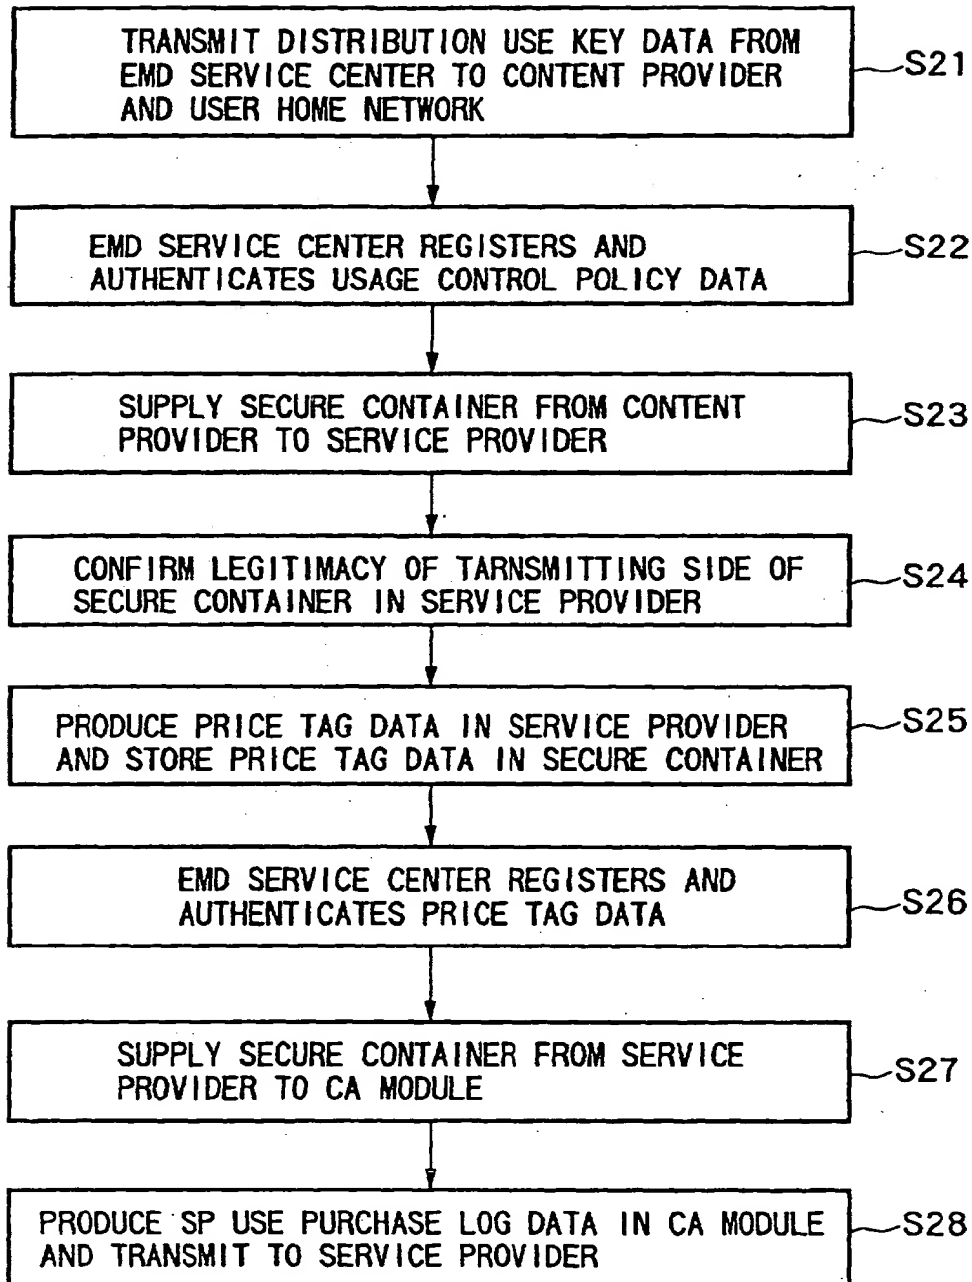 TRANSMIT DISTRIBUTION USE KEY DATA FROM
EMD SERVICE CENTER TO CONTENT PROVIDER
AND USER HOME NETWORK
S21
EMD SERVICE CENTER REGISTERS AND
AUTHENTICATES USAGE CONTROL POLICY DATA
S22
SUPPLY SECURE CONTAINER FROM CONTENT
PROVIDER TO SERVICE PROVIDER
S23
CONFIRM LEGITIMACY OF TARNSMITTING SIDE OF
SECURE CONTAINER IN SERVICE PROVIDER
S24
PRODUCE PRICE TAG DATA IN SERVICE PROVIDER
AND STORE PRICE TAG DATA IN SECURE CONTAINER
S25
EMD SERVICE CENTER REGISTERS AND
AUTHENTICATES PRICE TAG DATA
S26
SUPPLY SECURE CONTAINER FROM SERVICE
PROVIDER TO CA MODULE
S27
PRODUCE SP USE PURCHASE LOG DATA IN CA MODULE
AND TRANSMIT TO SERVICE PROVIDER
S28